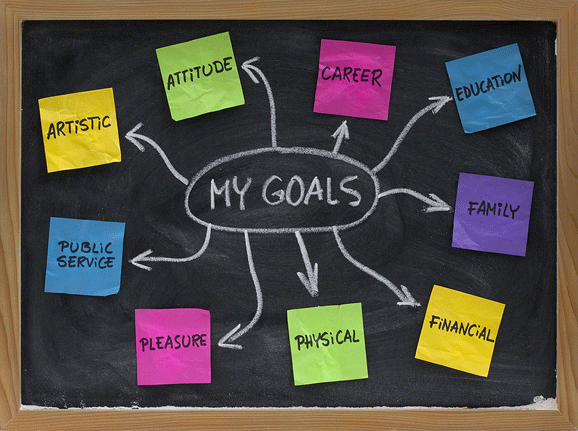 ATTITUDE
CAREER
EDUCATION
ARTISTIC
MY GOALS
FAMILY
PUBLIC
SERVICE
PLEASURE
PHYSICAL
FINANCIAL